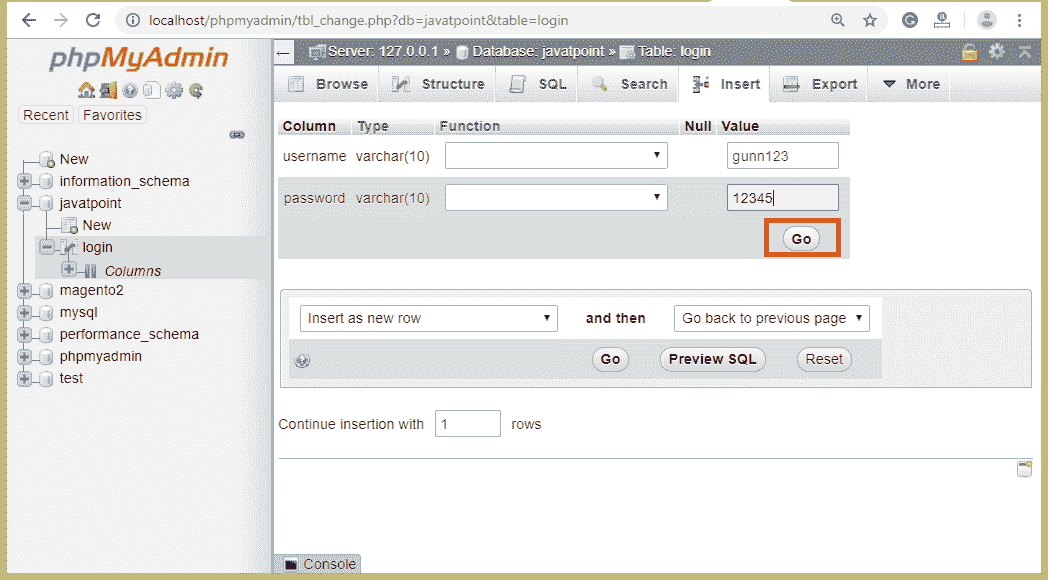 localhost/phpmyadmin/tbl_change.php?db=javatpoint&table=login
phpMyAdmin
Recent Favorites
New
information_schema
javatpoint
New
login
Columns
magento2
mysql
performance_schema
phpmyadmin
test
Server: 127.0.0.1 » Database: javatpoint » Table: login
Browse Structure SQL Search Insert Export More
Column Type Function Null Value
username varchar(10) gunn123
password varchar(10) 12345
Go
Insert as new row and then Go back to previous page
Go Preview SQL Reset
Continue insertion with 1 rows
Console